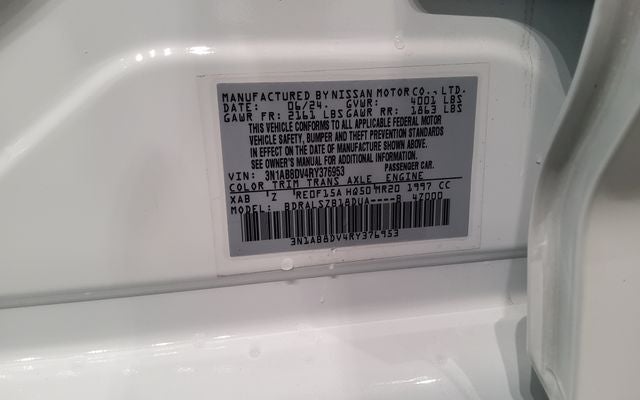 MANUFACTURED BY NISSAN MOTOR CO., LTD.
DATE: 06/24. GVWR: 4001 LBS
GAWR FR: 2161 LBS GAWR RR: 1863 LBS
THIS VEHICLE CONFORMS TO ALL APPLICABLE FEDERAL MOTOR
VEHICLE SAFETY, BUMPER AND THEFT PREVENTION STANDARDS
IN EFFECT ON THE DATE OF MANUFACTURE SHOWN ABOVE.
SEE OWNER'S MANUAL FOR ADDITIONAL INFORMATION.
VIN: 3N1AB8DV4RY376953 PASSENGER CAR.
COLOR TRIM TRANS AXLE ENGINE
XAB 'Z REOF15A HQ50 MR20 1997 CC
MODEL: BDRALSZB18DUA----B 47000
3N1AB8DV4RY376953